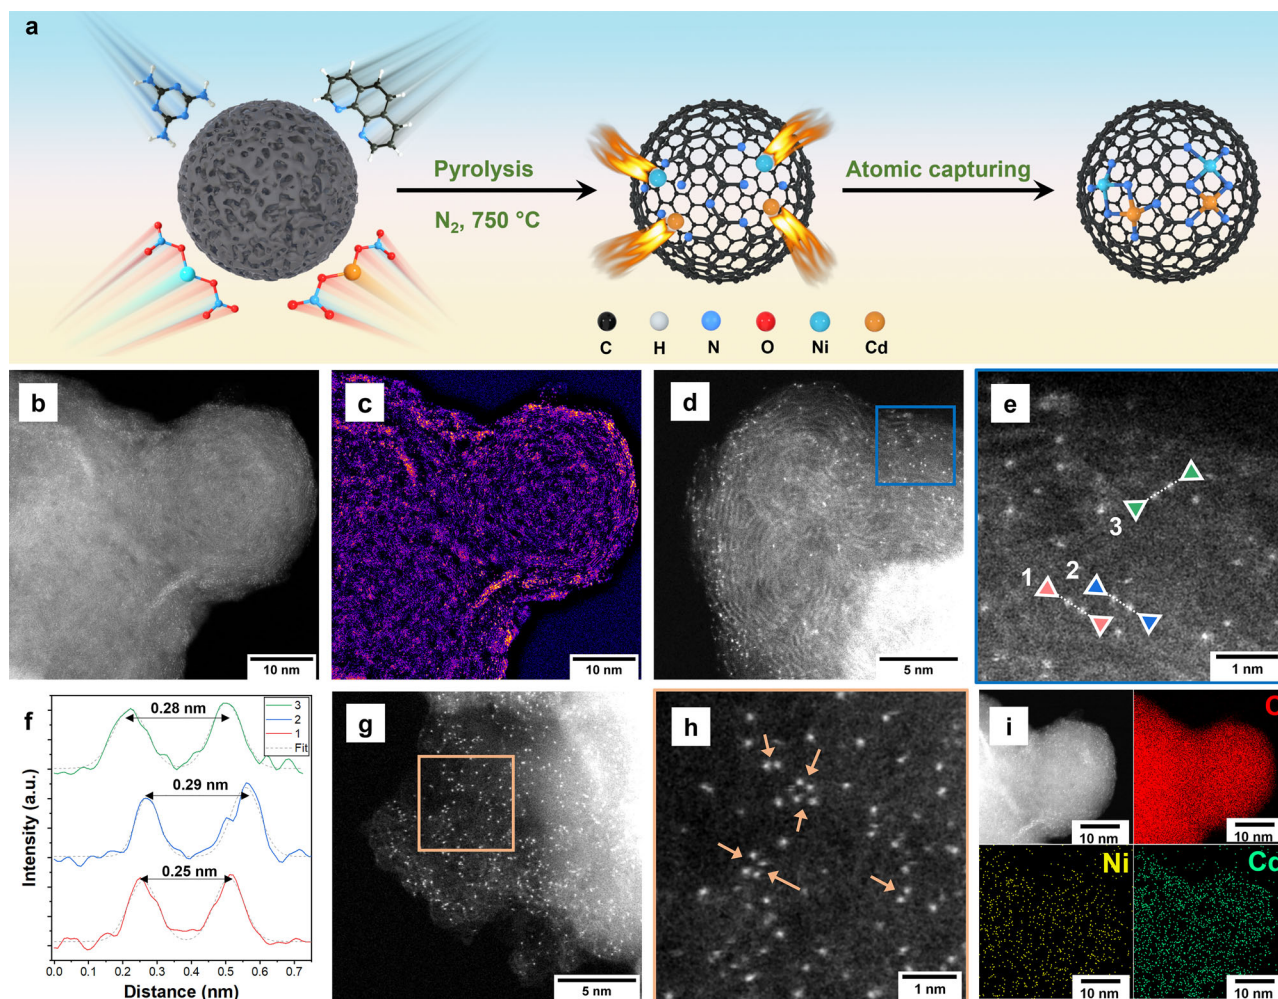 a
Pyrolysis
N₂, 750 °C
Atomic capturing
C H N O Ni Cd
b
10 nm
c
10 nm
d
5 nm
e
1
2
3
1 nm
f
3
2
1
Fit
0.28 nm
0.29 nm
0.25 nm
Intensity (a.u.)
0.0 0.1 0.2 0.3 0.4 0.5 0.6 0.7
Distance (nm)
g
5 nm
h
1 nm
i
10 nm
C
10 nm
Ni
10 nm
Cd
10 nm